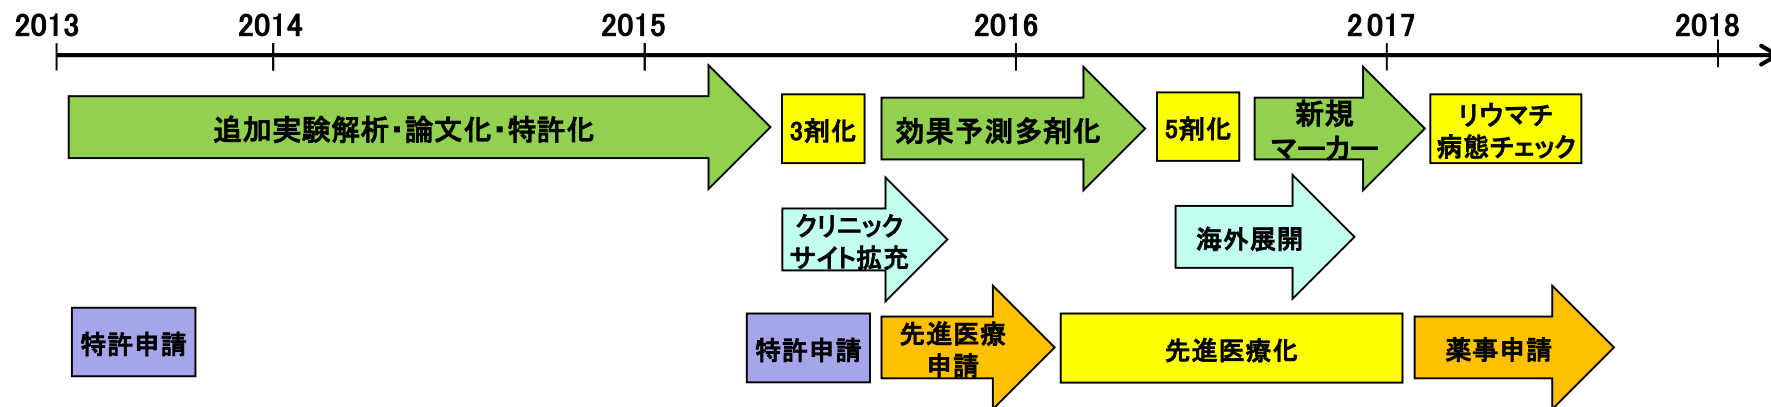 2013 2014 2015 2016 2017 2018
追加実験解析・論文化・特許化
3剤化
効果予測多剤化
5剤化
新規
マーカー
リウマチ
病態チェック
クリニック
サイト拡充
海外展開
特許申請
特許申請
先進医療
申請
先進医療化
薬事申請